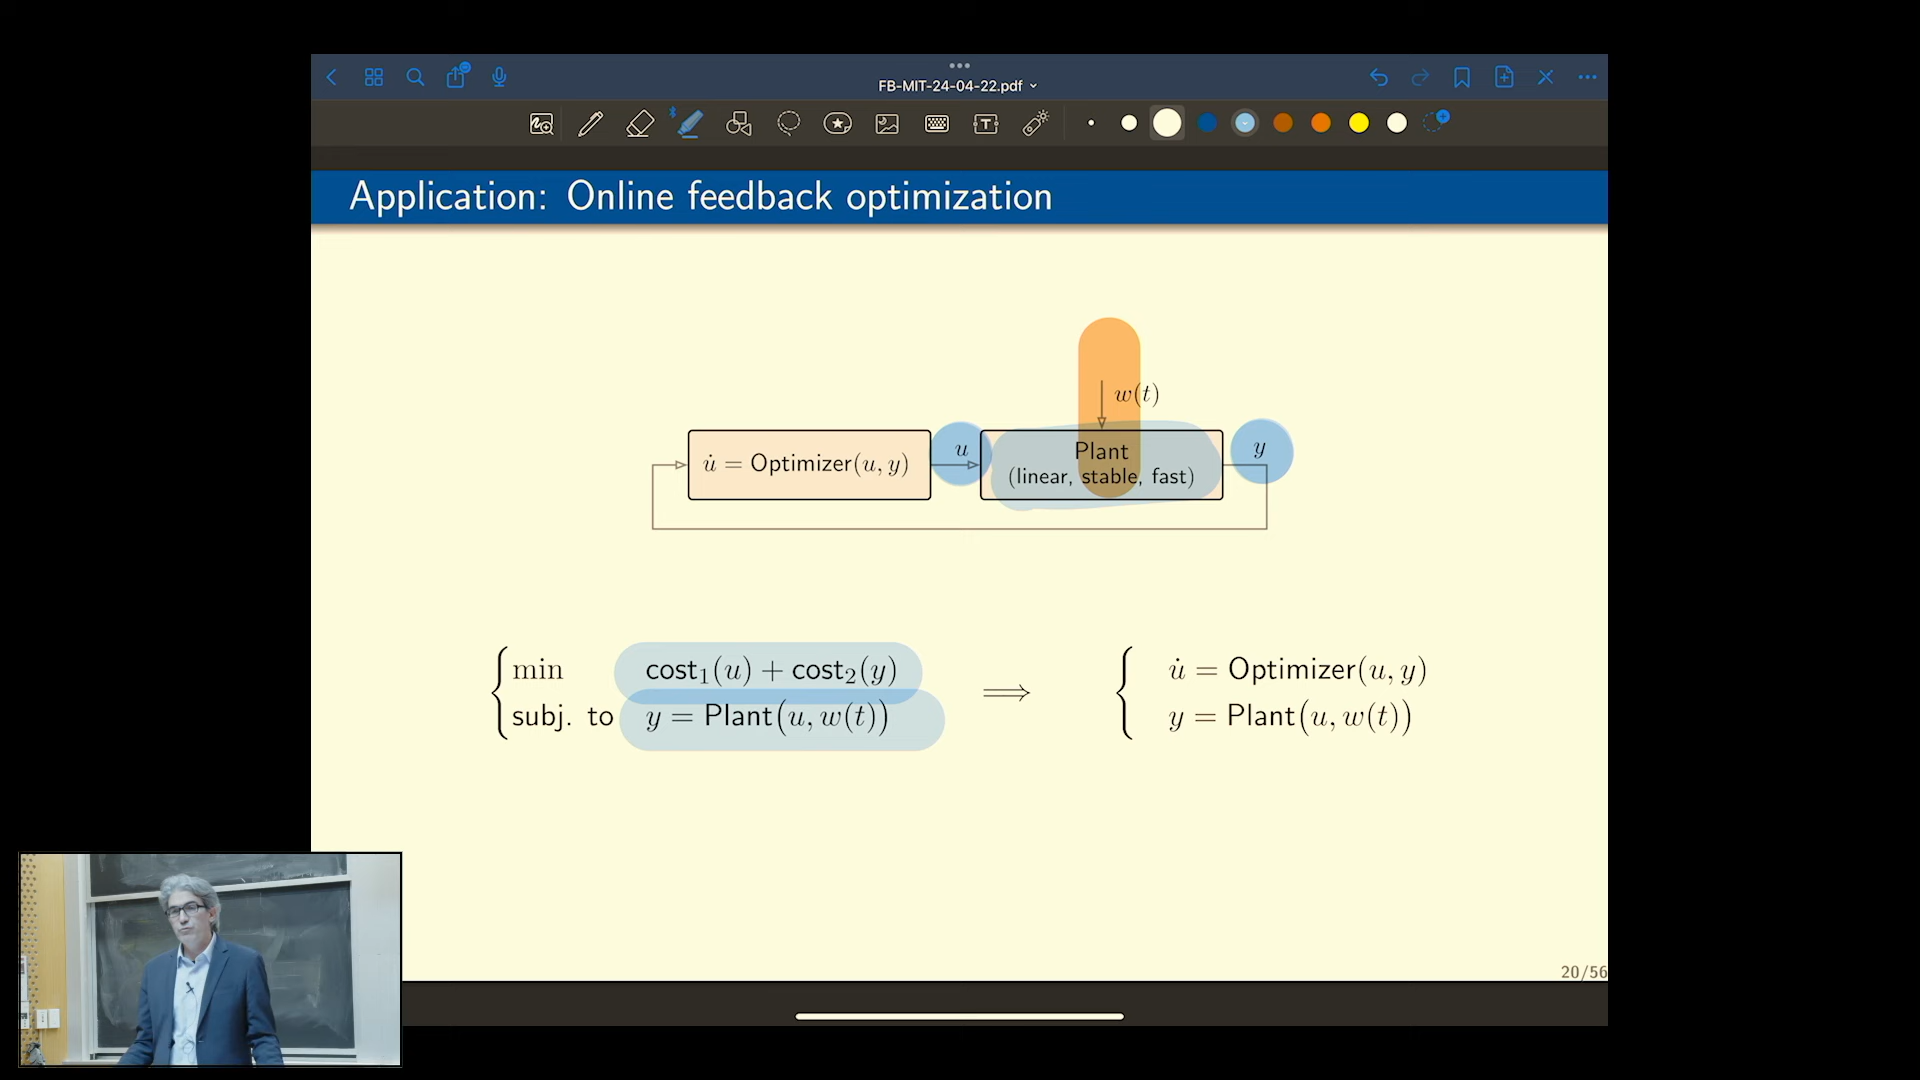 FB-MIT-24-04-22.pdf
Application: Online feedback optimization
w(t)
u̇ = Optimizer(u, y)
u
Plant
(linear, stable, fast)
y
min cost₁(u) + cost₂(y)
subj. to y = Plant(u, w(t))
⟹
u̇ = Optimizer(u, y)
y = Plant(u, w(t))
20/56